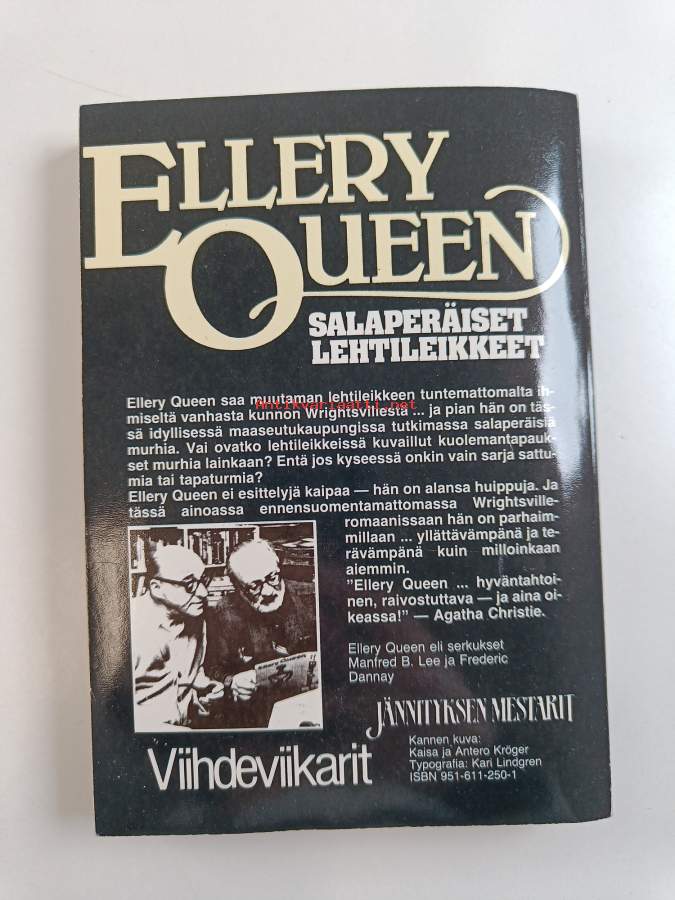 ELLERY
QUEEN
SALAPERÄISET
LEHTILEIKKEET
Ellery Queen saa muutaman lehtileikkeen tuntemattomalta ih-
miseltä vanhasta kunnon Wrightsvillestä ... ja pian hän on täs-
Antikvariaatti.net
sä idyllisessä maaseutukaupungissa tutkimassa salaperäisiä
murhia. Vai ovatko lehtileikkeissä kuvaillut kuolemantapauk-
set murhia lainkaan? Entä jos kyseessä onkin vain sarja sattu-
mia tai tapaturmia?
Ellery Queen ei esittelyjä kaipaa — hän on alansa huippuja. Ja
tässä ainoassa ennensuomentamattomassa Wrightsville-
romaanissaan hän on parhaim-
millaan ... yllättävämpänä ja te-
rävämpänä kuin milloinkaan
aiemmin.
"Ellery Queen ... hyväntahtoi-
nen, raivostuttava — ja aina oi-
keassa!" — Agatha Christie.
Ellery Queen
Ellery Queen eli serkukset
Manfred B. Lee ja Frederic
Dannay
JÄNNITYKSEN MESTARIT
Viihdeviikarit
Kannen kuva:
Kaisa ja Antero Kröger
Typografia: Kari Lindgren
ISBN 951-611-250-1